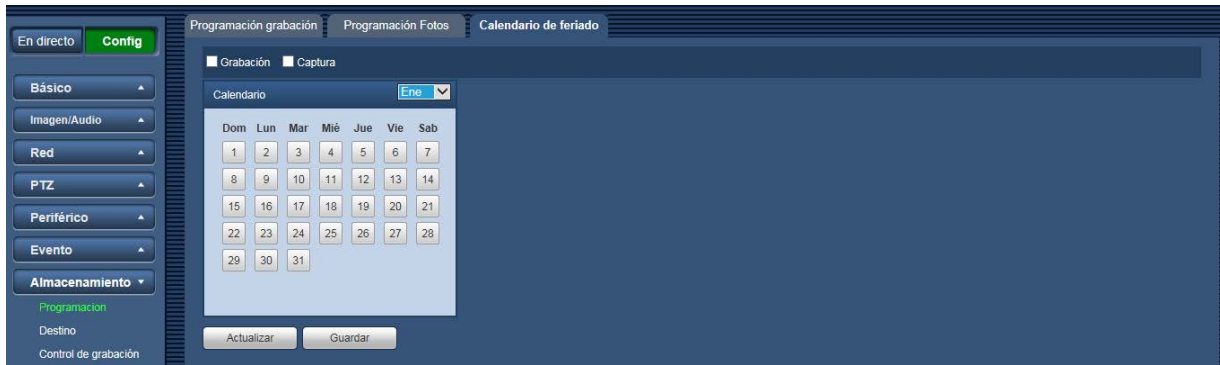 En directo Config
Básico
Imagen/Audio
Red
PTZ
Periférico
Evento
Almacenamiento
Programacion
Destino
Control de grabación
Programación grabación Programación Fotos Calendario de feriado
Grabación Captura
Calendario Ene
Dom Lun Mar Mié Jue Vie Sab
1 2 3 4 5 6 7
8 9 10 11 12 13 14
15 16 17 18 19 20 21
22 23 24 25 26 27 28
29 30 31
Actualizar Guardar